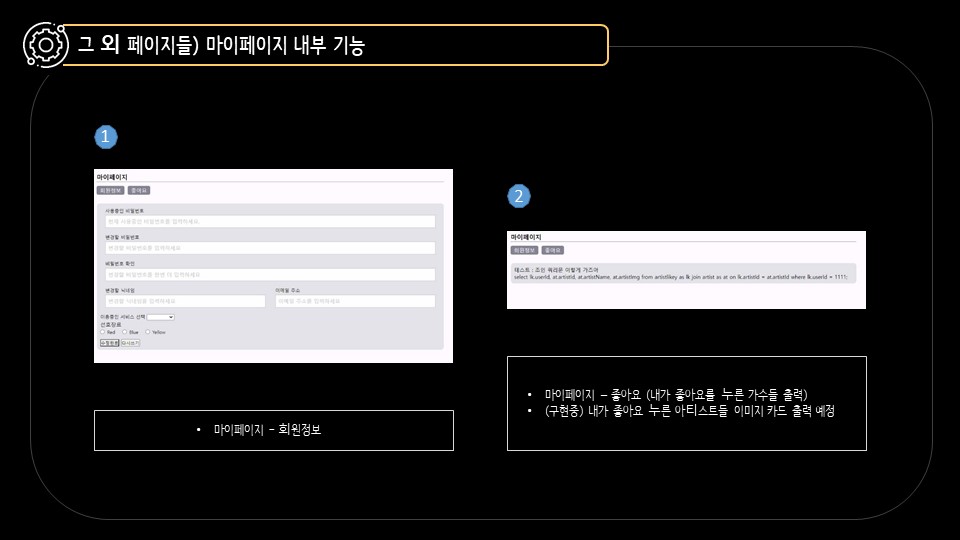 그 외 페이지들) 마이페이지 내부 기능
1
마이페이지
회원정보 좋아요
사용중인 비밀번호
현재 사용중인 비밀번호를 입력하세요.
변경할 비밀번호
변경할 비밀번호를 입력하세요
비밀번호 확인
변경할 비밀번호를 한번 더 입력하세요
변경할 닉네임 이메일 주소
변경할 닉네임을 입력하세요 이메일 주소를 입력하세요
이용중인 서비스 선택
선호장르
Red Blue Yellow
수정완료 다시쓰기
• 마이페이지 - 회원정보
2
마이페이지
회원정보 좋아요
테스트 : 조인 쿼리문 이렇게 가즈아
select lk.userId, at.artistId, at.artistName, at.artistImg from artistlikey as lk join artist as at on lk.artistId = at.artistId where lk.userId = 1111;
• 마이페이지 – 좋아요 (내가 좋아요를 누른 가수들 출력)
• (구현중) 내가 좋아요 누른 아티스트들 이미지 카드 출력 예정